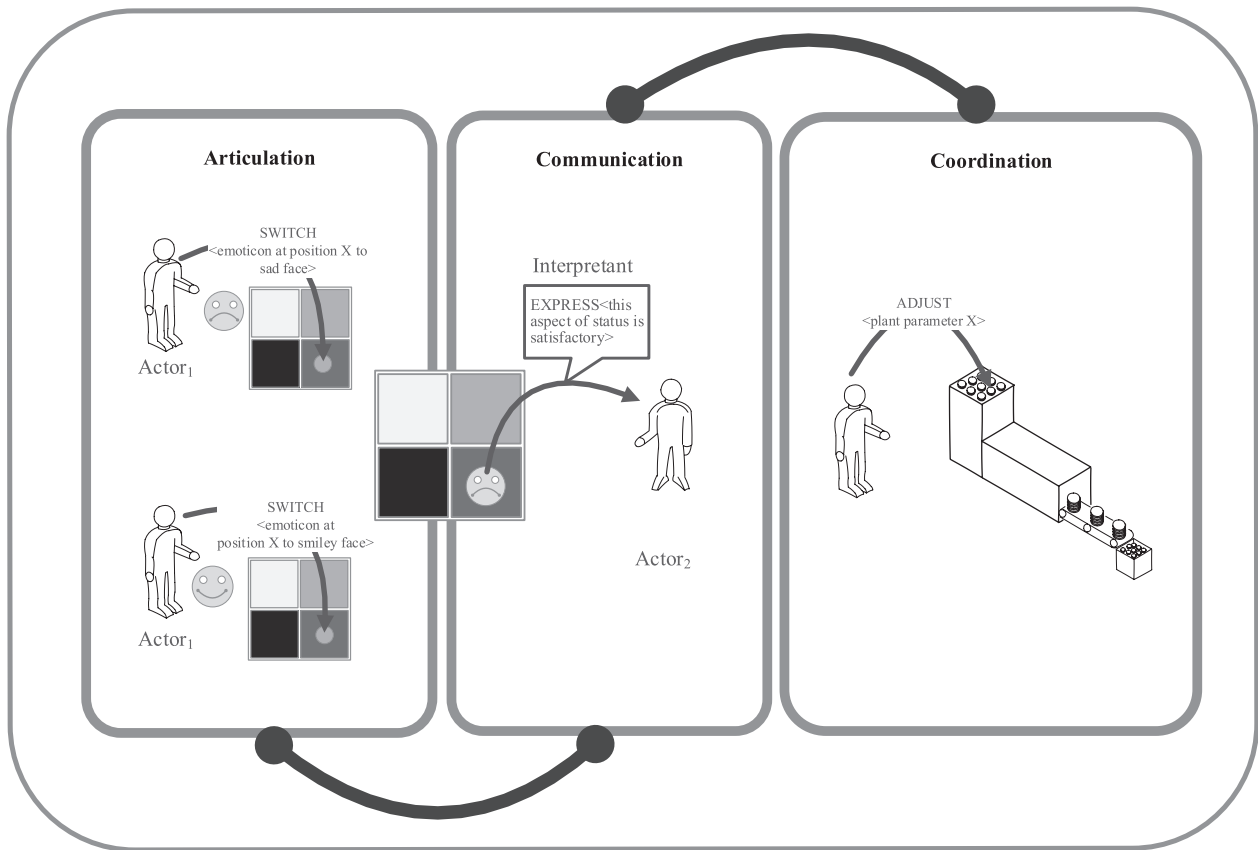 Articulation
SWITCH
<emoticon at position X to
sad face>
Actor1
SWITCH
<emoticon at
position X to smiley face>
Actor1
Communication
Interpretant
EXPRESS<this
aspect of status is
satisfactory>
Actor2
Coordination
ADJUST
<plant parameter X>